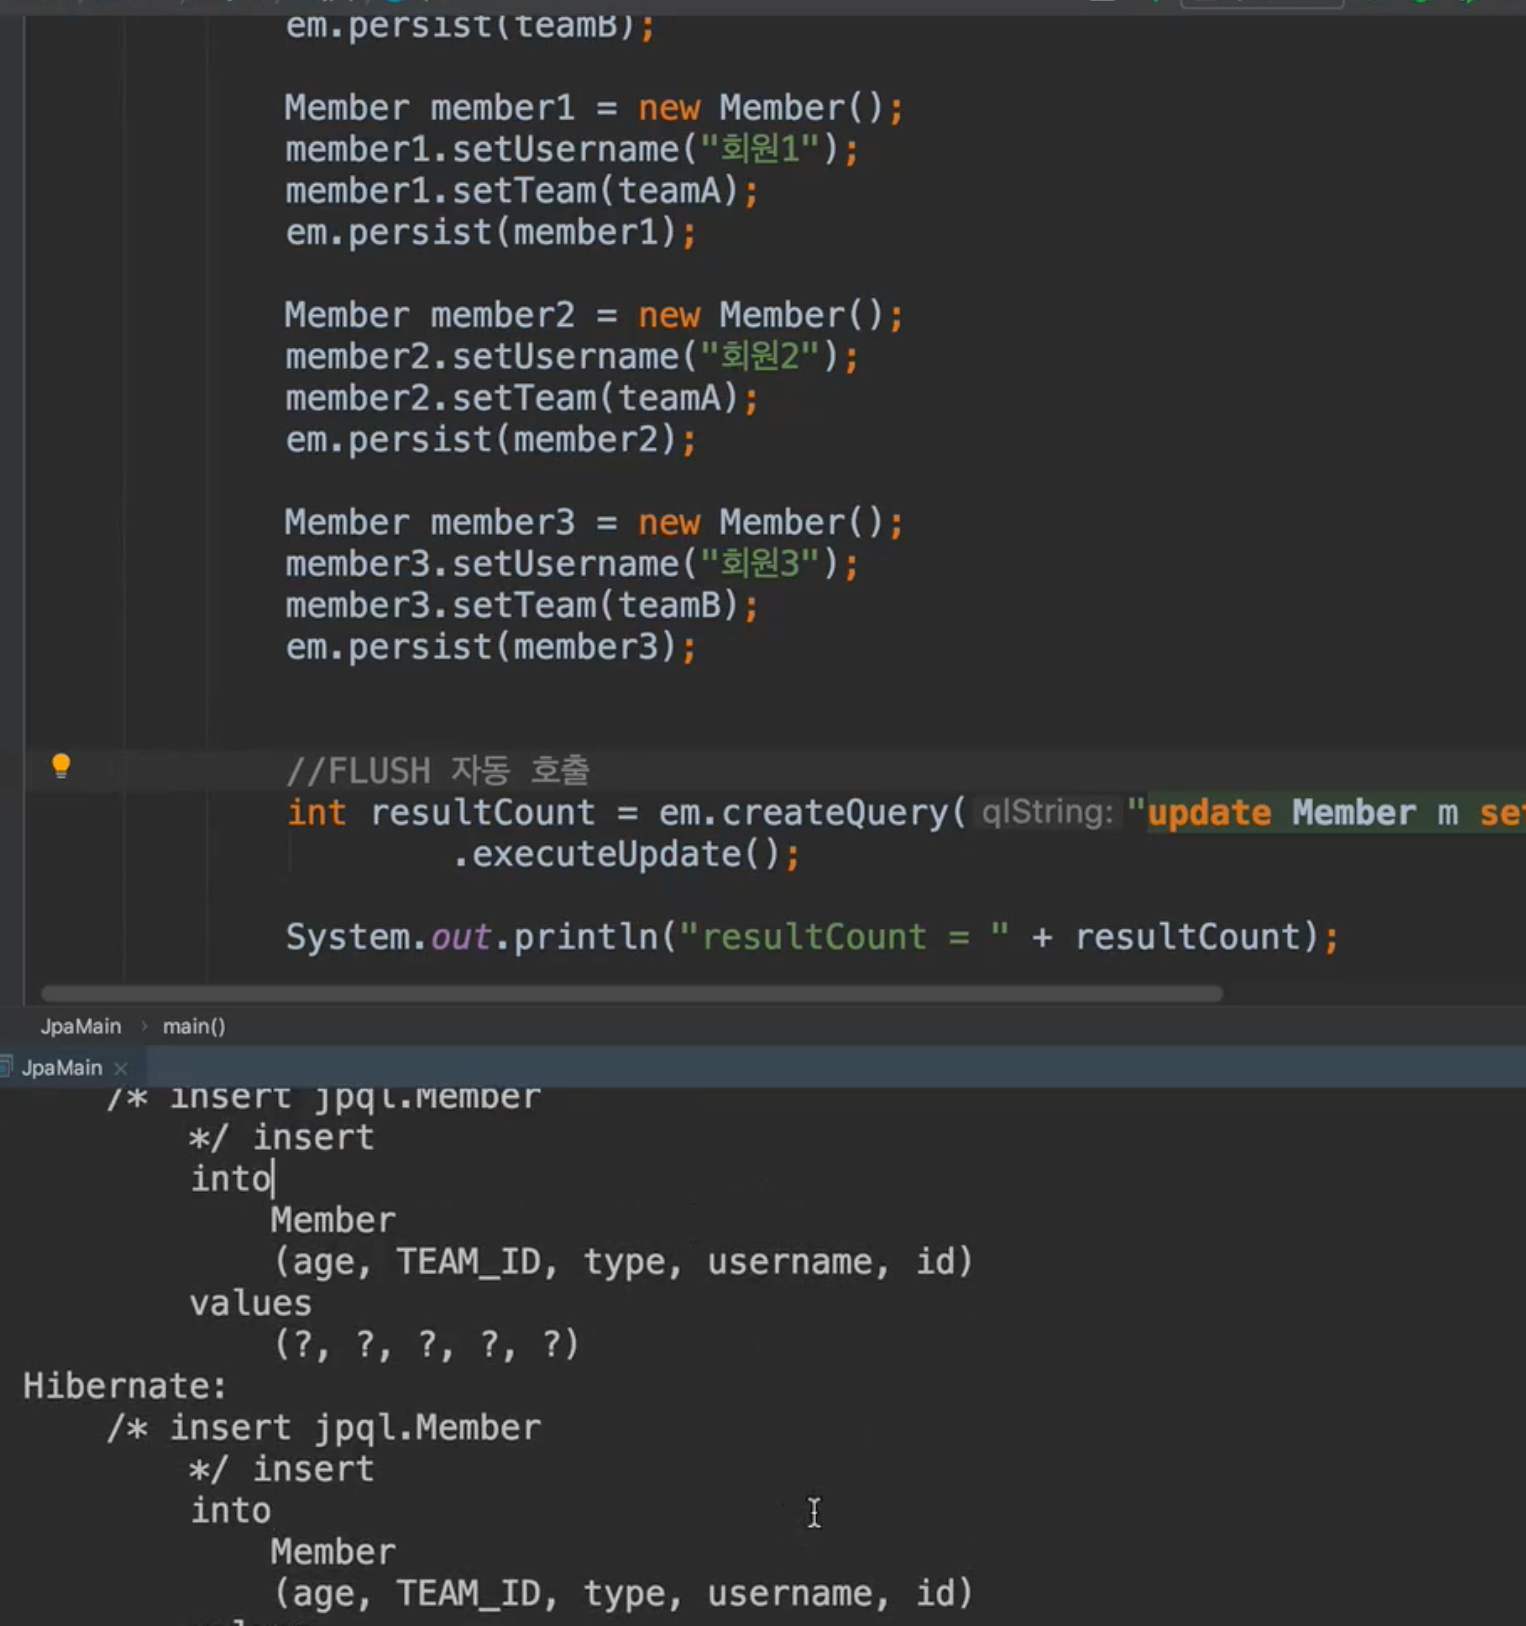 em.persist(teamB);
Member member1 = new Member();
member1.setUsername("회원1");
member1.setTeam(teamA);
em.persist(member1);
Member member2 = new Member();
member2.setUsername("회원2");
member2.setTeam(teamA);
em.persist(member2);
Member member3 = new Member();
member3.setUsername("회원3");
member3.setTeam(teamB);
em.persist(member3);
//FLUSH 자동 호출
int resultCount = em.createQuery( qlString: "update Member m set
.executeUpdate();
System.out.println("resultCount = " + resultCount);
JpaMain › main()
JpaMain ×
/* insert jpql.Member
*/ insert
into
Member
(age, TEAM_ID, type, username, id)
values
(?, ?, ?, ?, ?)
Hibernate:
/* insert jpql.Member
*/ insert
into
Member
(age, TEAM_ID, type, username, id)